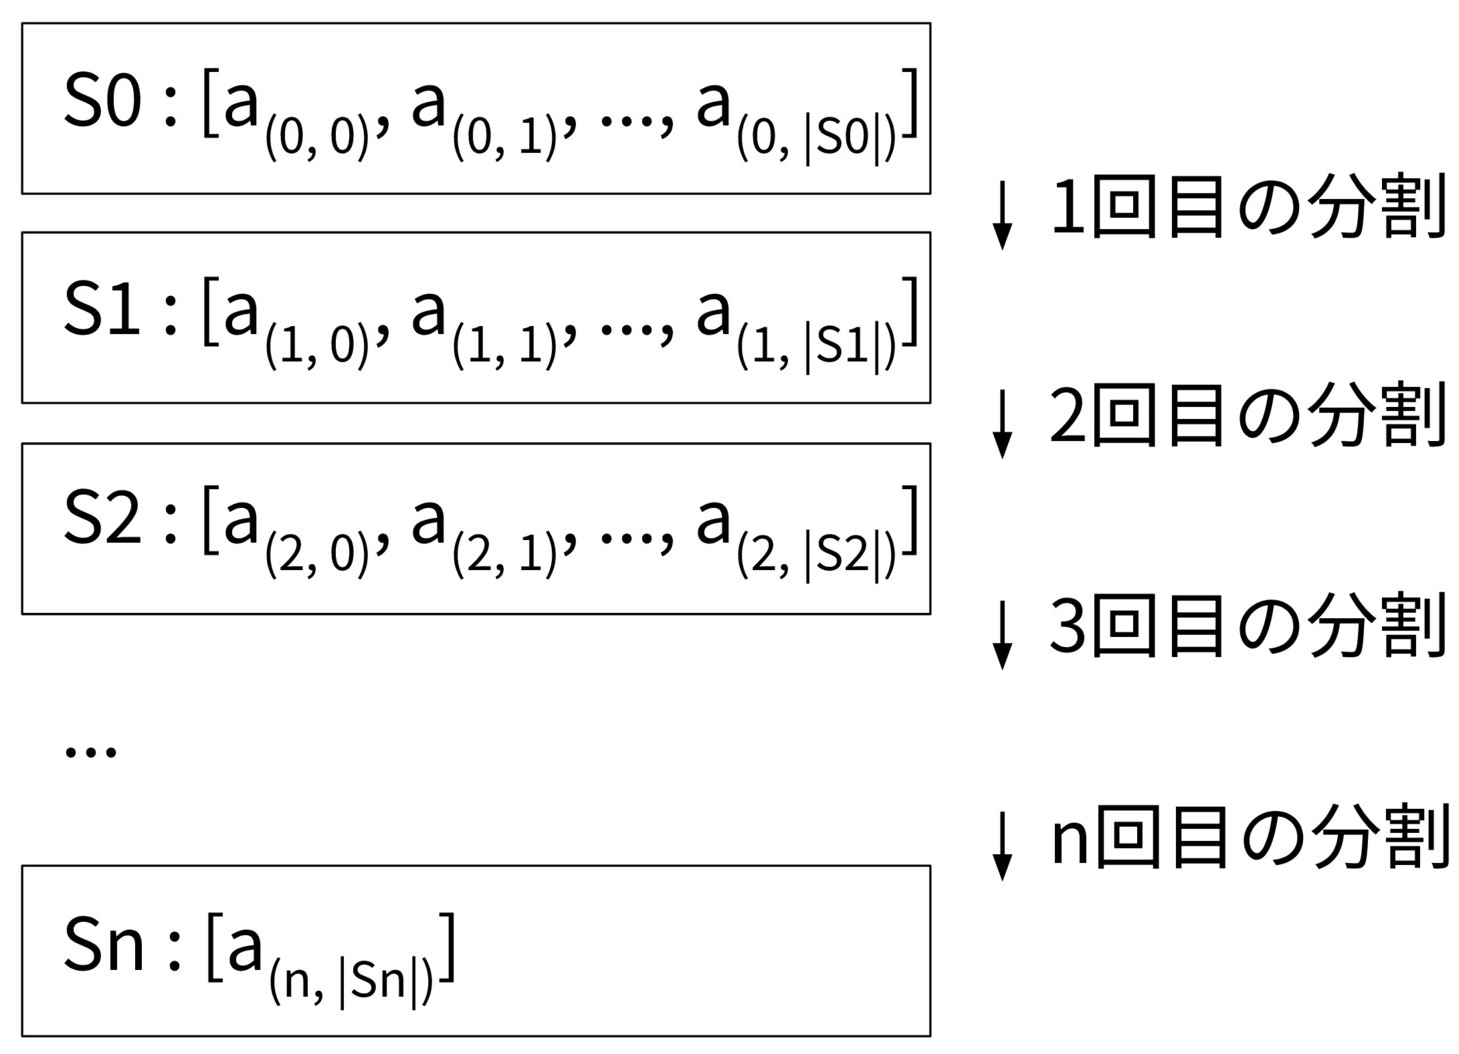 S0 : [a(0, 0), a(0, 1), ..., a(0, |S0|)]
↓ 1回目の分割
S1 : [a(1, 0), a(1, 1), ..., a(1, |S1|)]
↓ 2回目の分割
S2 : [a(2, 0), a(2, 1), ..., a(2, |S2|)]
↓ 3回目の分割
...
↓ n回目の分割
Sn : [a(n, |Sn|)]